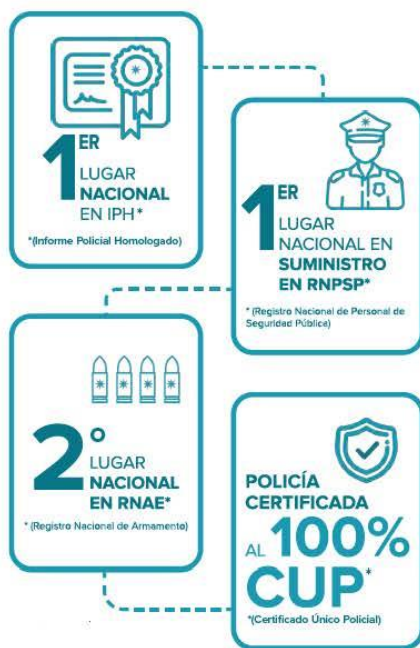 1ER
LUGAR
NACIONAL
EN IPH*
*(Informe Policial Homologado)
1ER
LUGAR
NACIONAL EN
SUMINISTRO
EN RNPSP*
* (Registro Nacional de Personal de
Seguridad Pública)
2º
LUGAR
NACIONAL
EN RNAE*
* (Registro Nacional de Armamento)
POLICÍA
CERTIFICADA
AL 100%
CUP*
*(Certificado Único Policial)